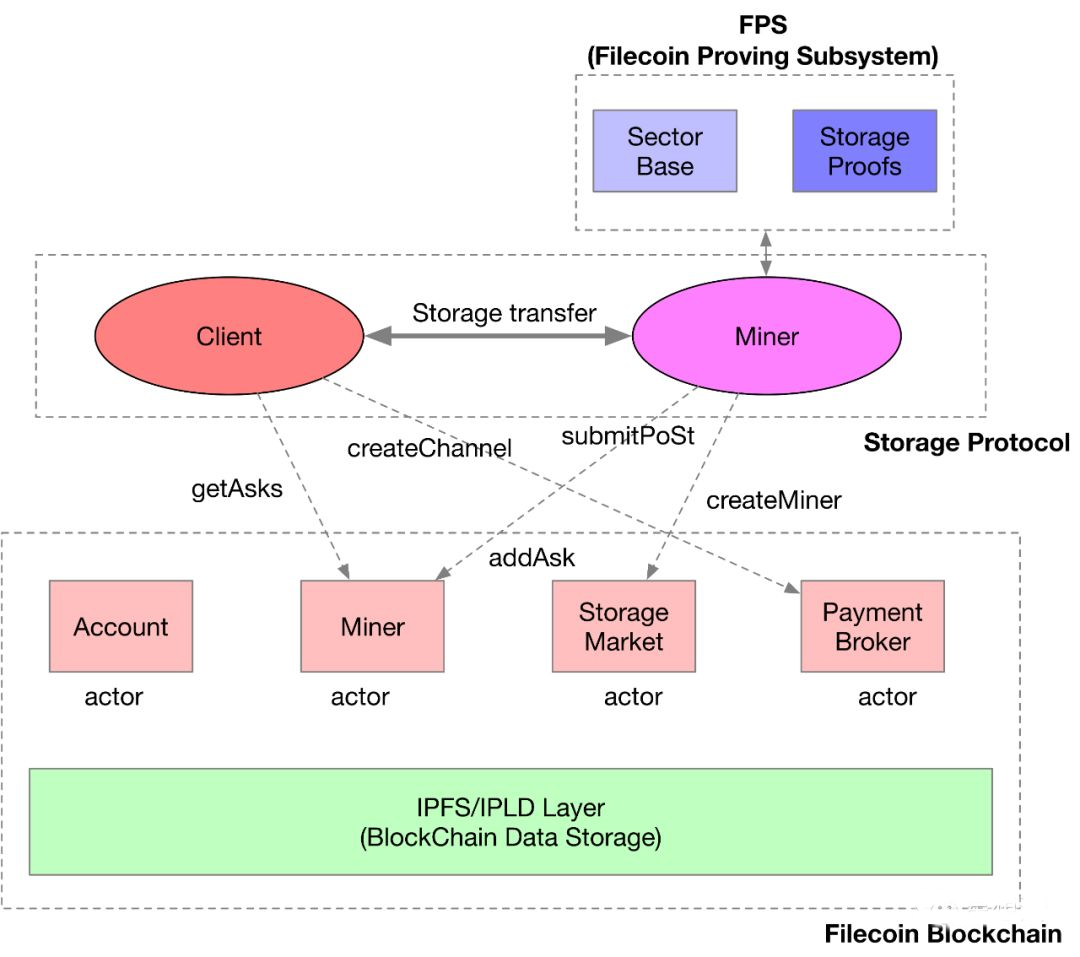 FPS
(Filecoin Proving Subsystem)
Sector
Base
Storage
Proofs
Client
Storage transfer
Miner
Storage Protocol
createChannel
submitPoSt
getAsks
createMiner
addAsk
Account
Miner
Storage
Market
Payment
Broker
actor
actor
actor
actor
IPFS/IPLD Layer
(BlockChain Data Storage)
Filecoin Blockchain